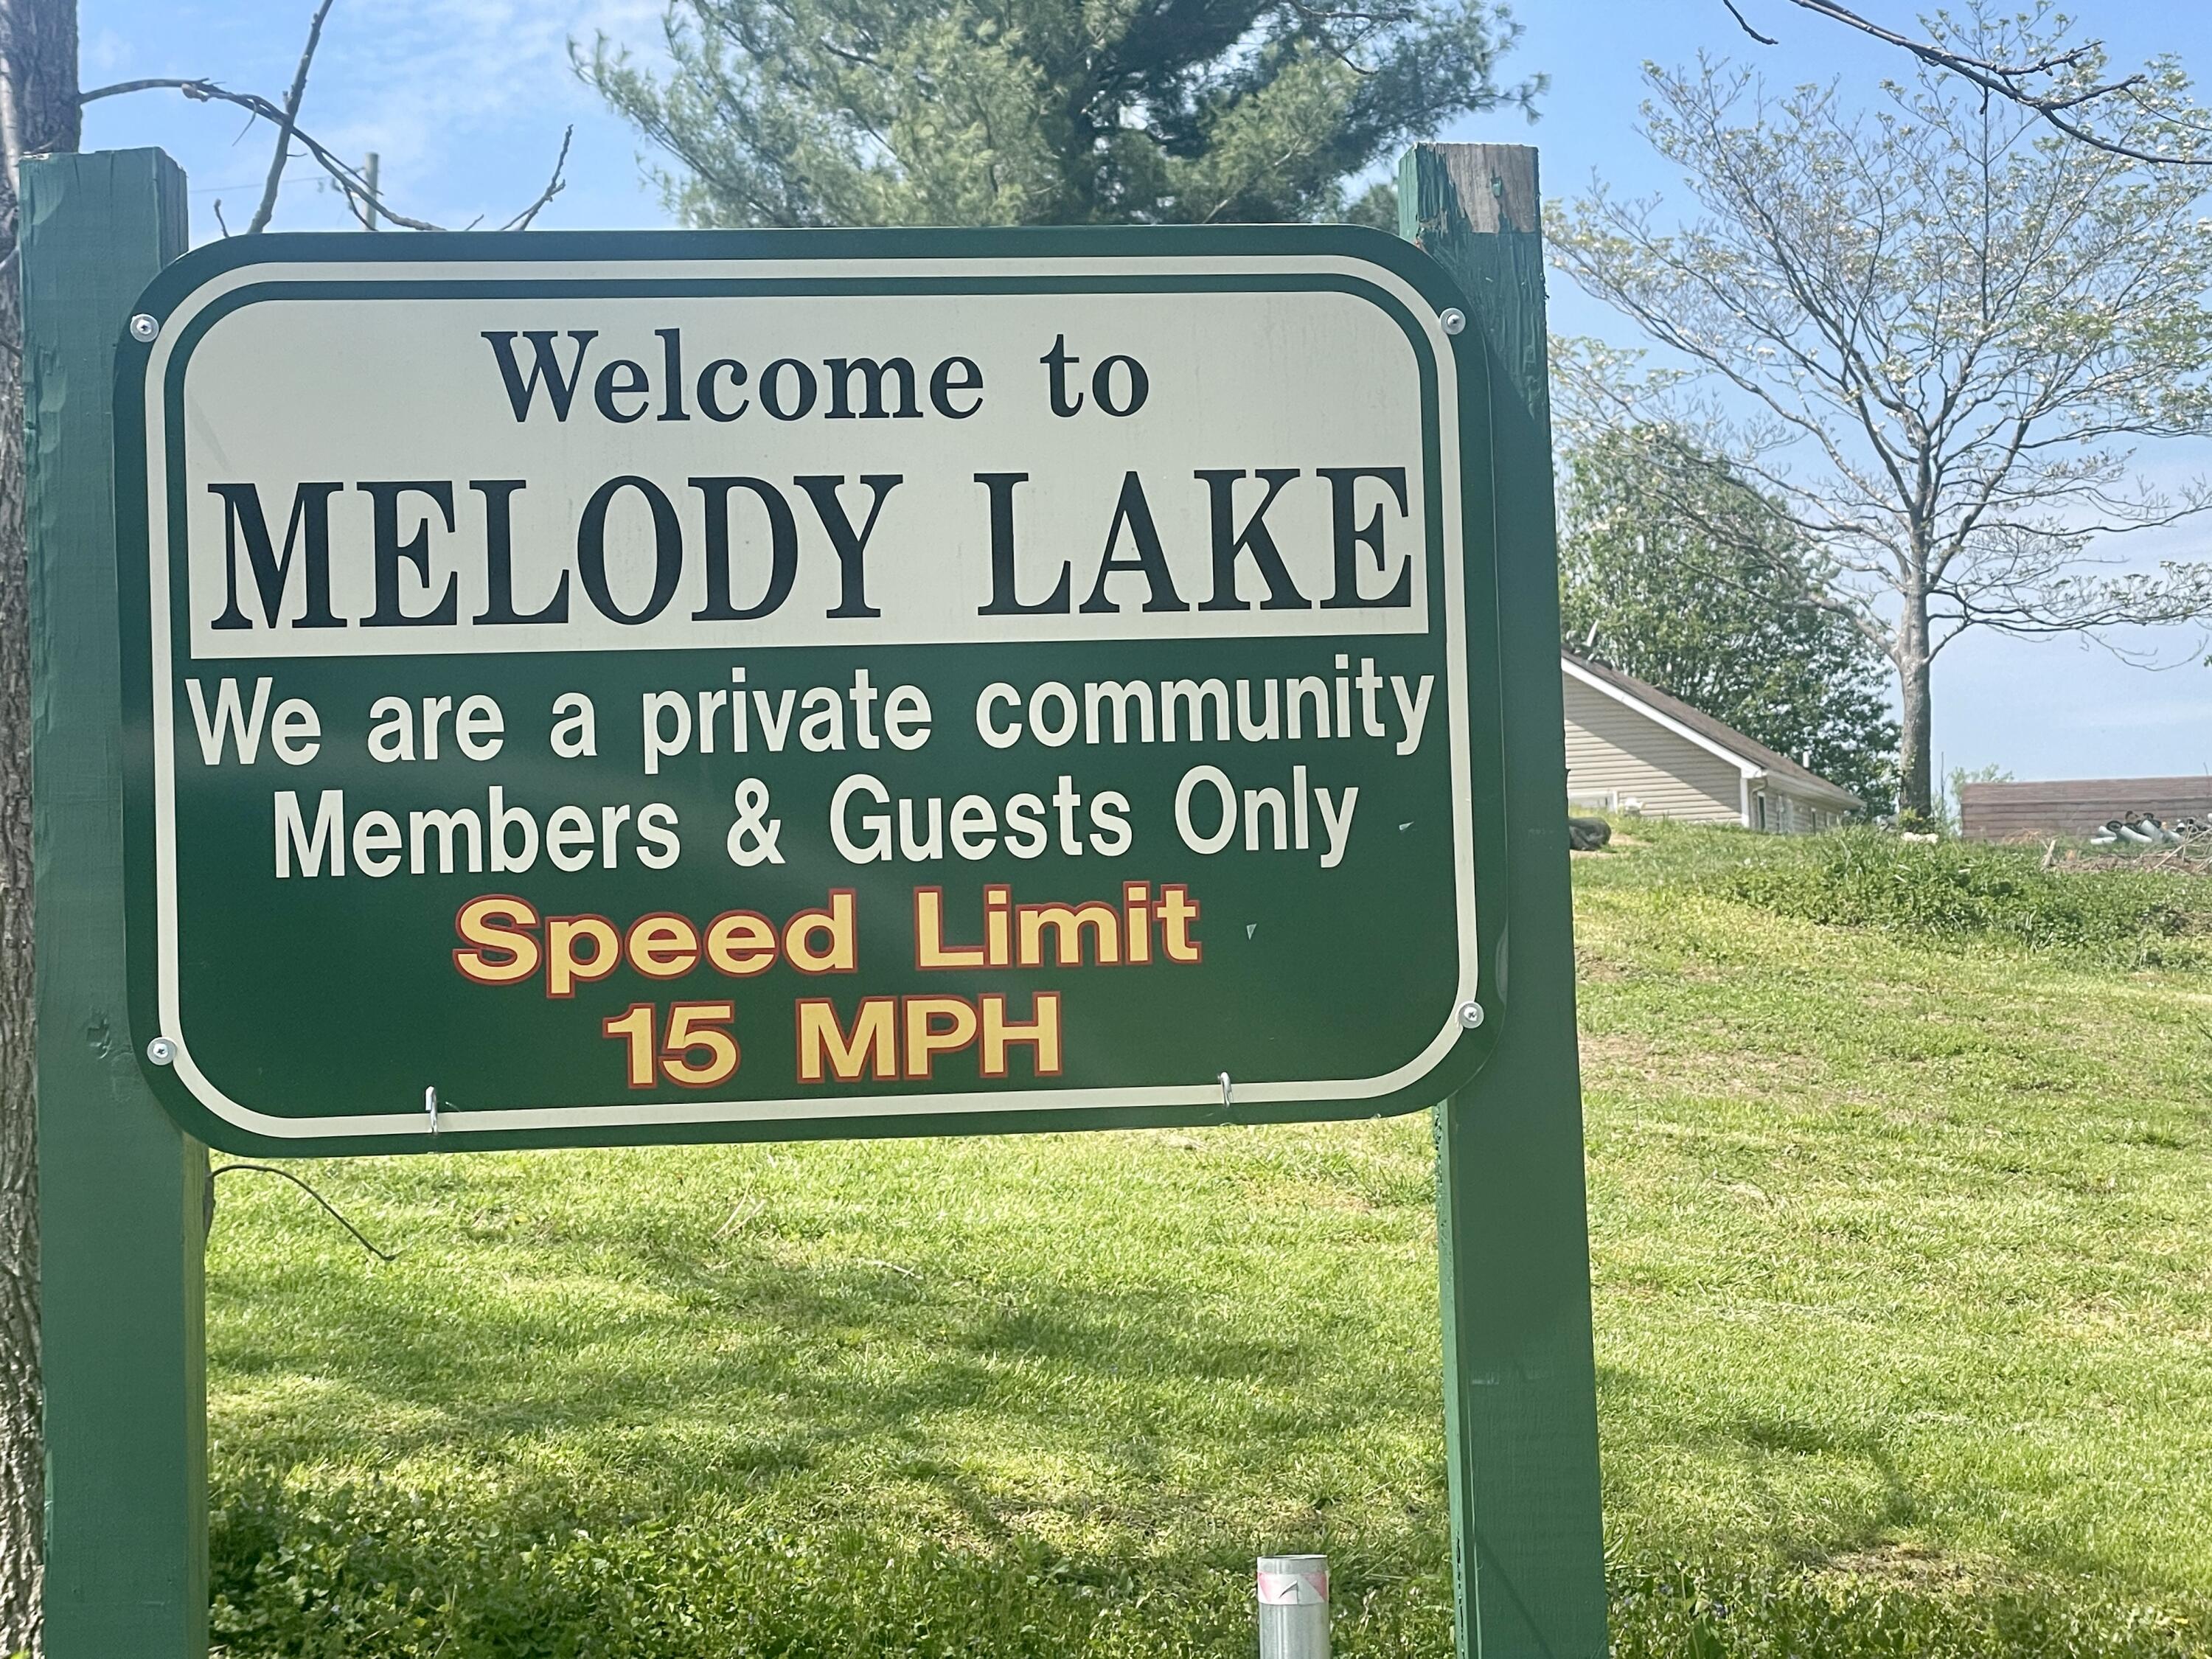 Welcome to
MELODY LAKE
We are a private community
Members & Guests Only
Speed Limit
15 MPH